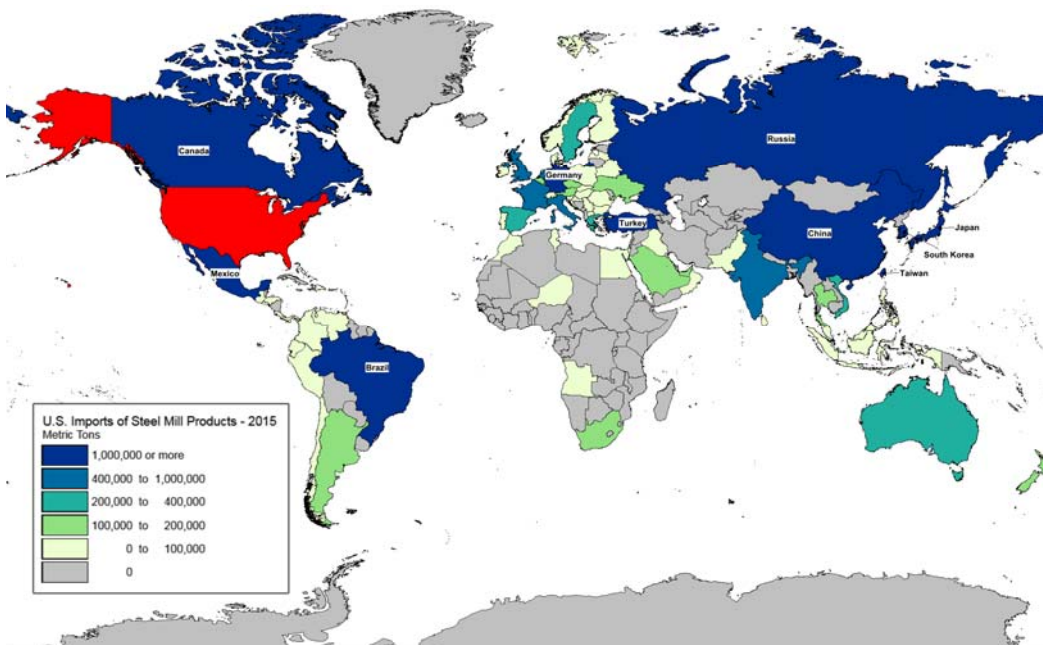 Canada
Russia
Germany
Turkey
China
Japan
South Korea
Taiwan
Mexico
Brazil
U.S. Imports of Steel Mill Products - 2015
Metric Tons
1,000,000 or more
400,000 to 1,000,000
200,000 to 400,000
100,000 to 200,000
0 to 100,000
0